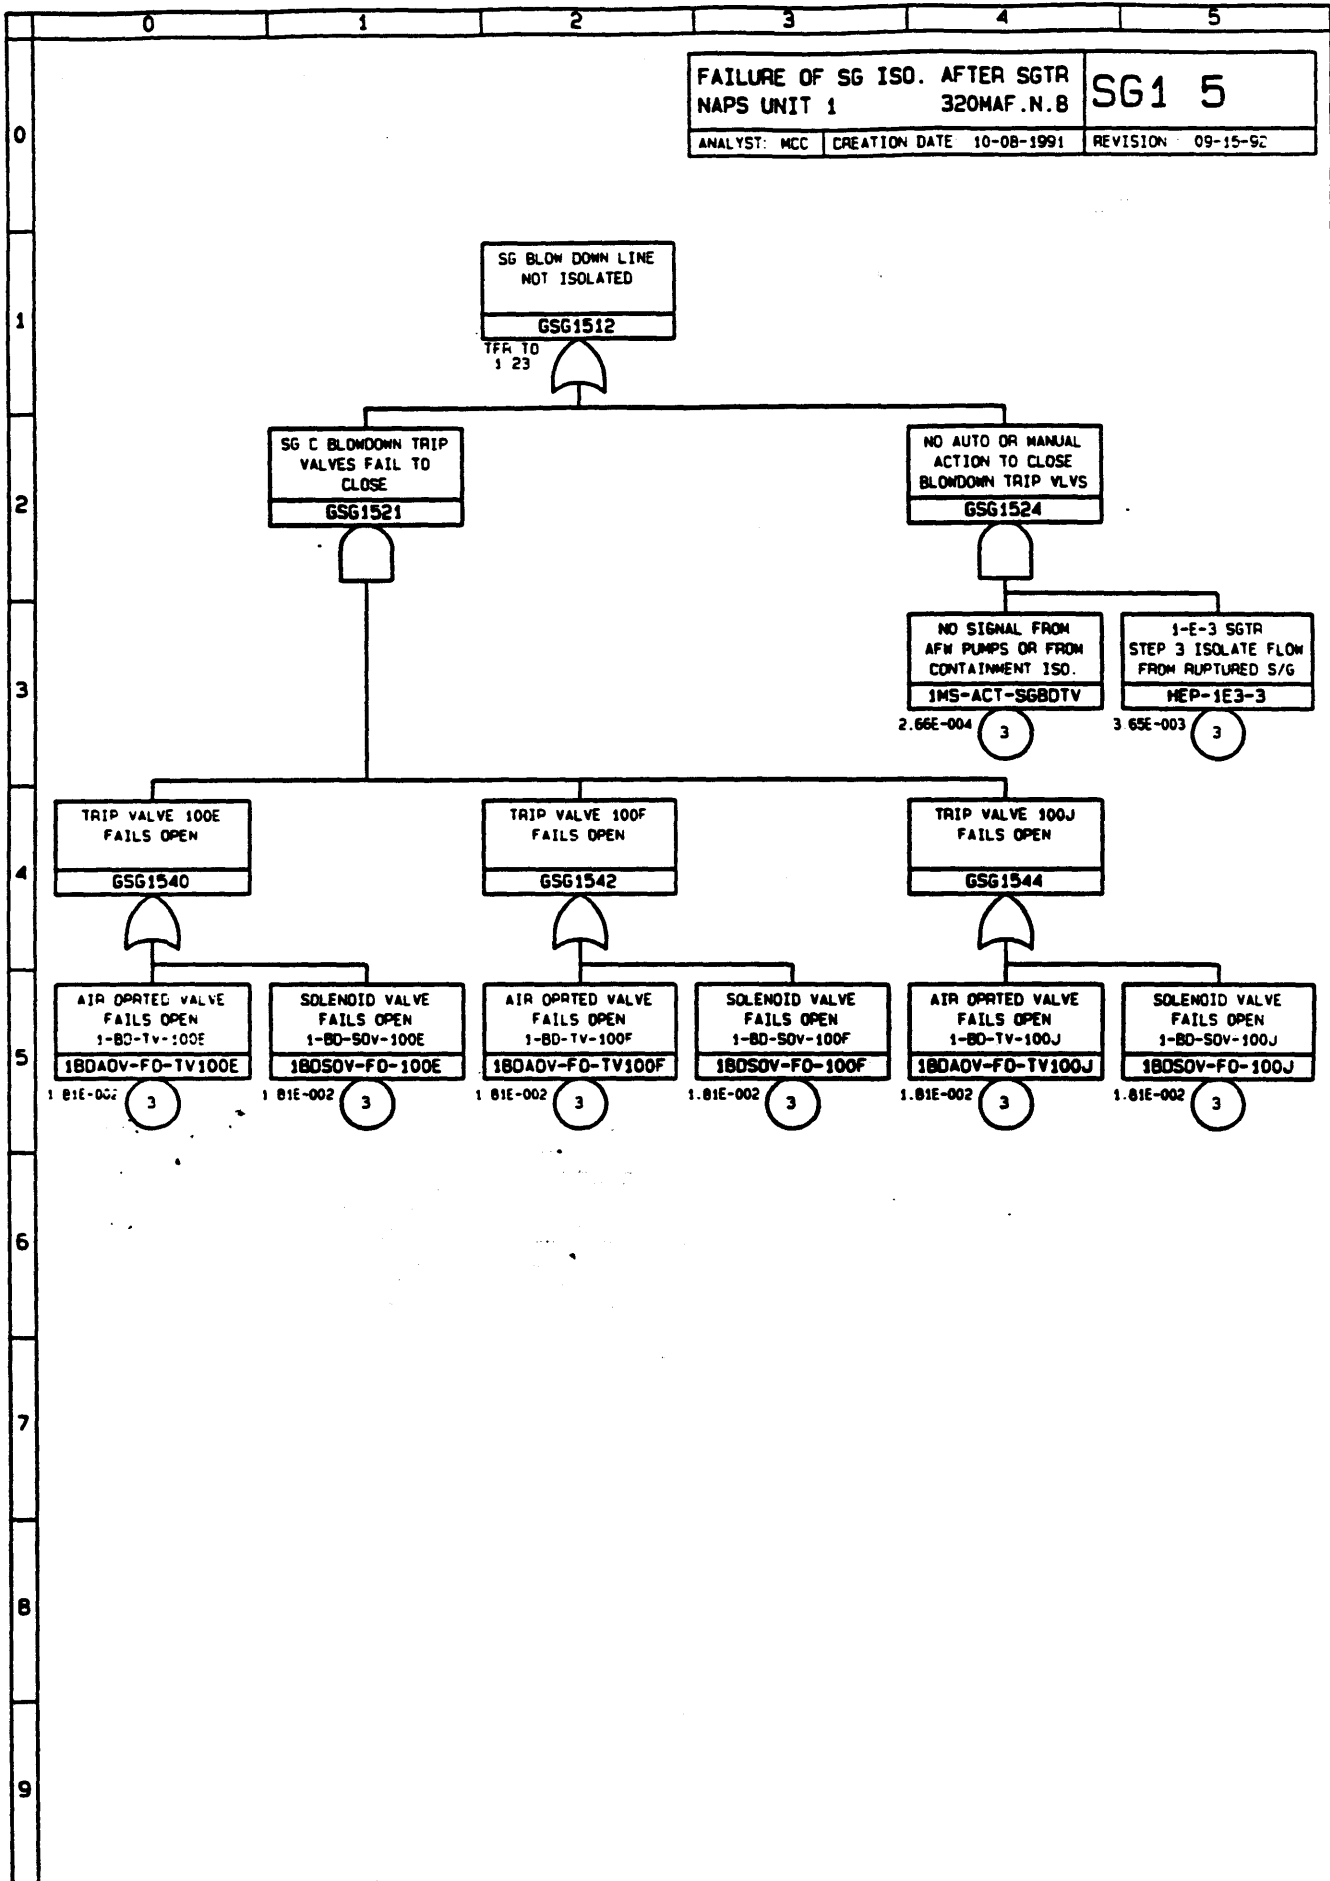 0 1 2 3 4 5
FAILURE OF SG ISO. AFTER SGTR
NAPS UNIT 1 320MAF.N.B
SG1 5
ANALYST: MCC CREATION DATE 10-08-1991 REVISION 09-15-92
0
SG BLOW DOWN LINE
NOT ISOLATED
GSG1512
TFR TO
1 23
1
SG C BLOWDOWN TRIP
VALVES FAIL TO
CLOSE
GSG1521
NO AUTO OR MANUAL
ACTION TO CLOSE
BLOWDOWN TRIP VLVS
GSG1524
2
NO SIGNAL FROM
AFW PUMPS OR FROM
CONTAINMENT ISO.
1MS-ACT-SGBDTV
2.66E-004
3
1-E-3 SGTR
STEP 3 ISOLATE FLOW
FROM RUPTURED S/G
HEP-1E3-3
3 65E-003
3
3
TRIP VALVE 100E
FAILS OPEN
GSG1540
TRIP VALVE 100F
FAILS OPEN
GSG1542
TRIP VALVE 100J
FAILS OPEN
GSG1544
4
AIR OPRTED VALVE
FAILS OPEN
1-BD-TV-100E
1BDAOV-FO-TV100E
1 81E-002
3
SOLENOID VALVE
FAILS OPEN
1-BD-SOV-100E
1BDSOV-FO-100E
1 81E-002
3
AIR OPRTED VALVE
FAILS OPEN
1-BD-TV-100F
1BDAOV-FO-TV100F
1 81E-002
3
SOLENOID VALVE
FAILS OPEN
1-BD-SOV-100F
1BDSOV-FO-100F
1.81E-002
3
AIR OPRTED VALVE
FAILS OPEN
1-BD-TV-100J
1BDAOV-FO-TV100J
1.81E-002
3
SOLENOID VALVE
FAILS OPEN
1-BD-SOV-100J
1BDSOV-FO-100J
1.81E-002
3
5
6
7
8
9